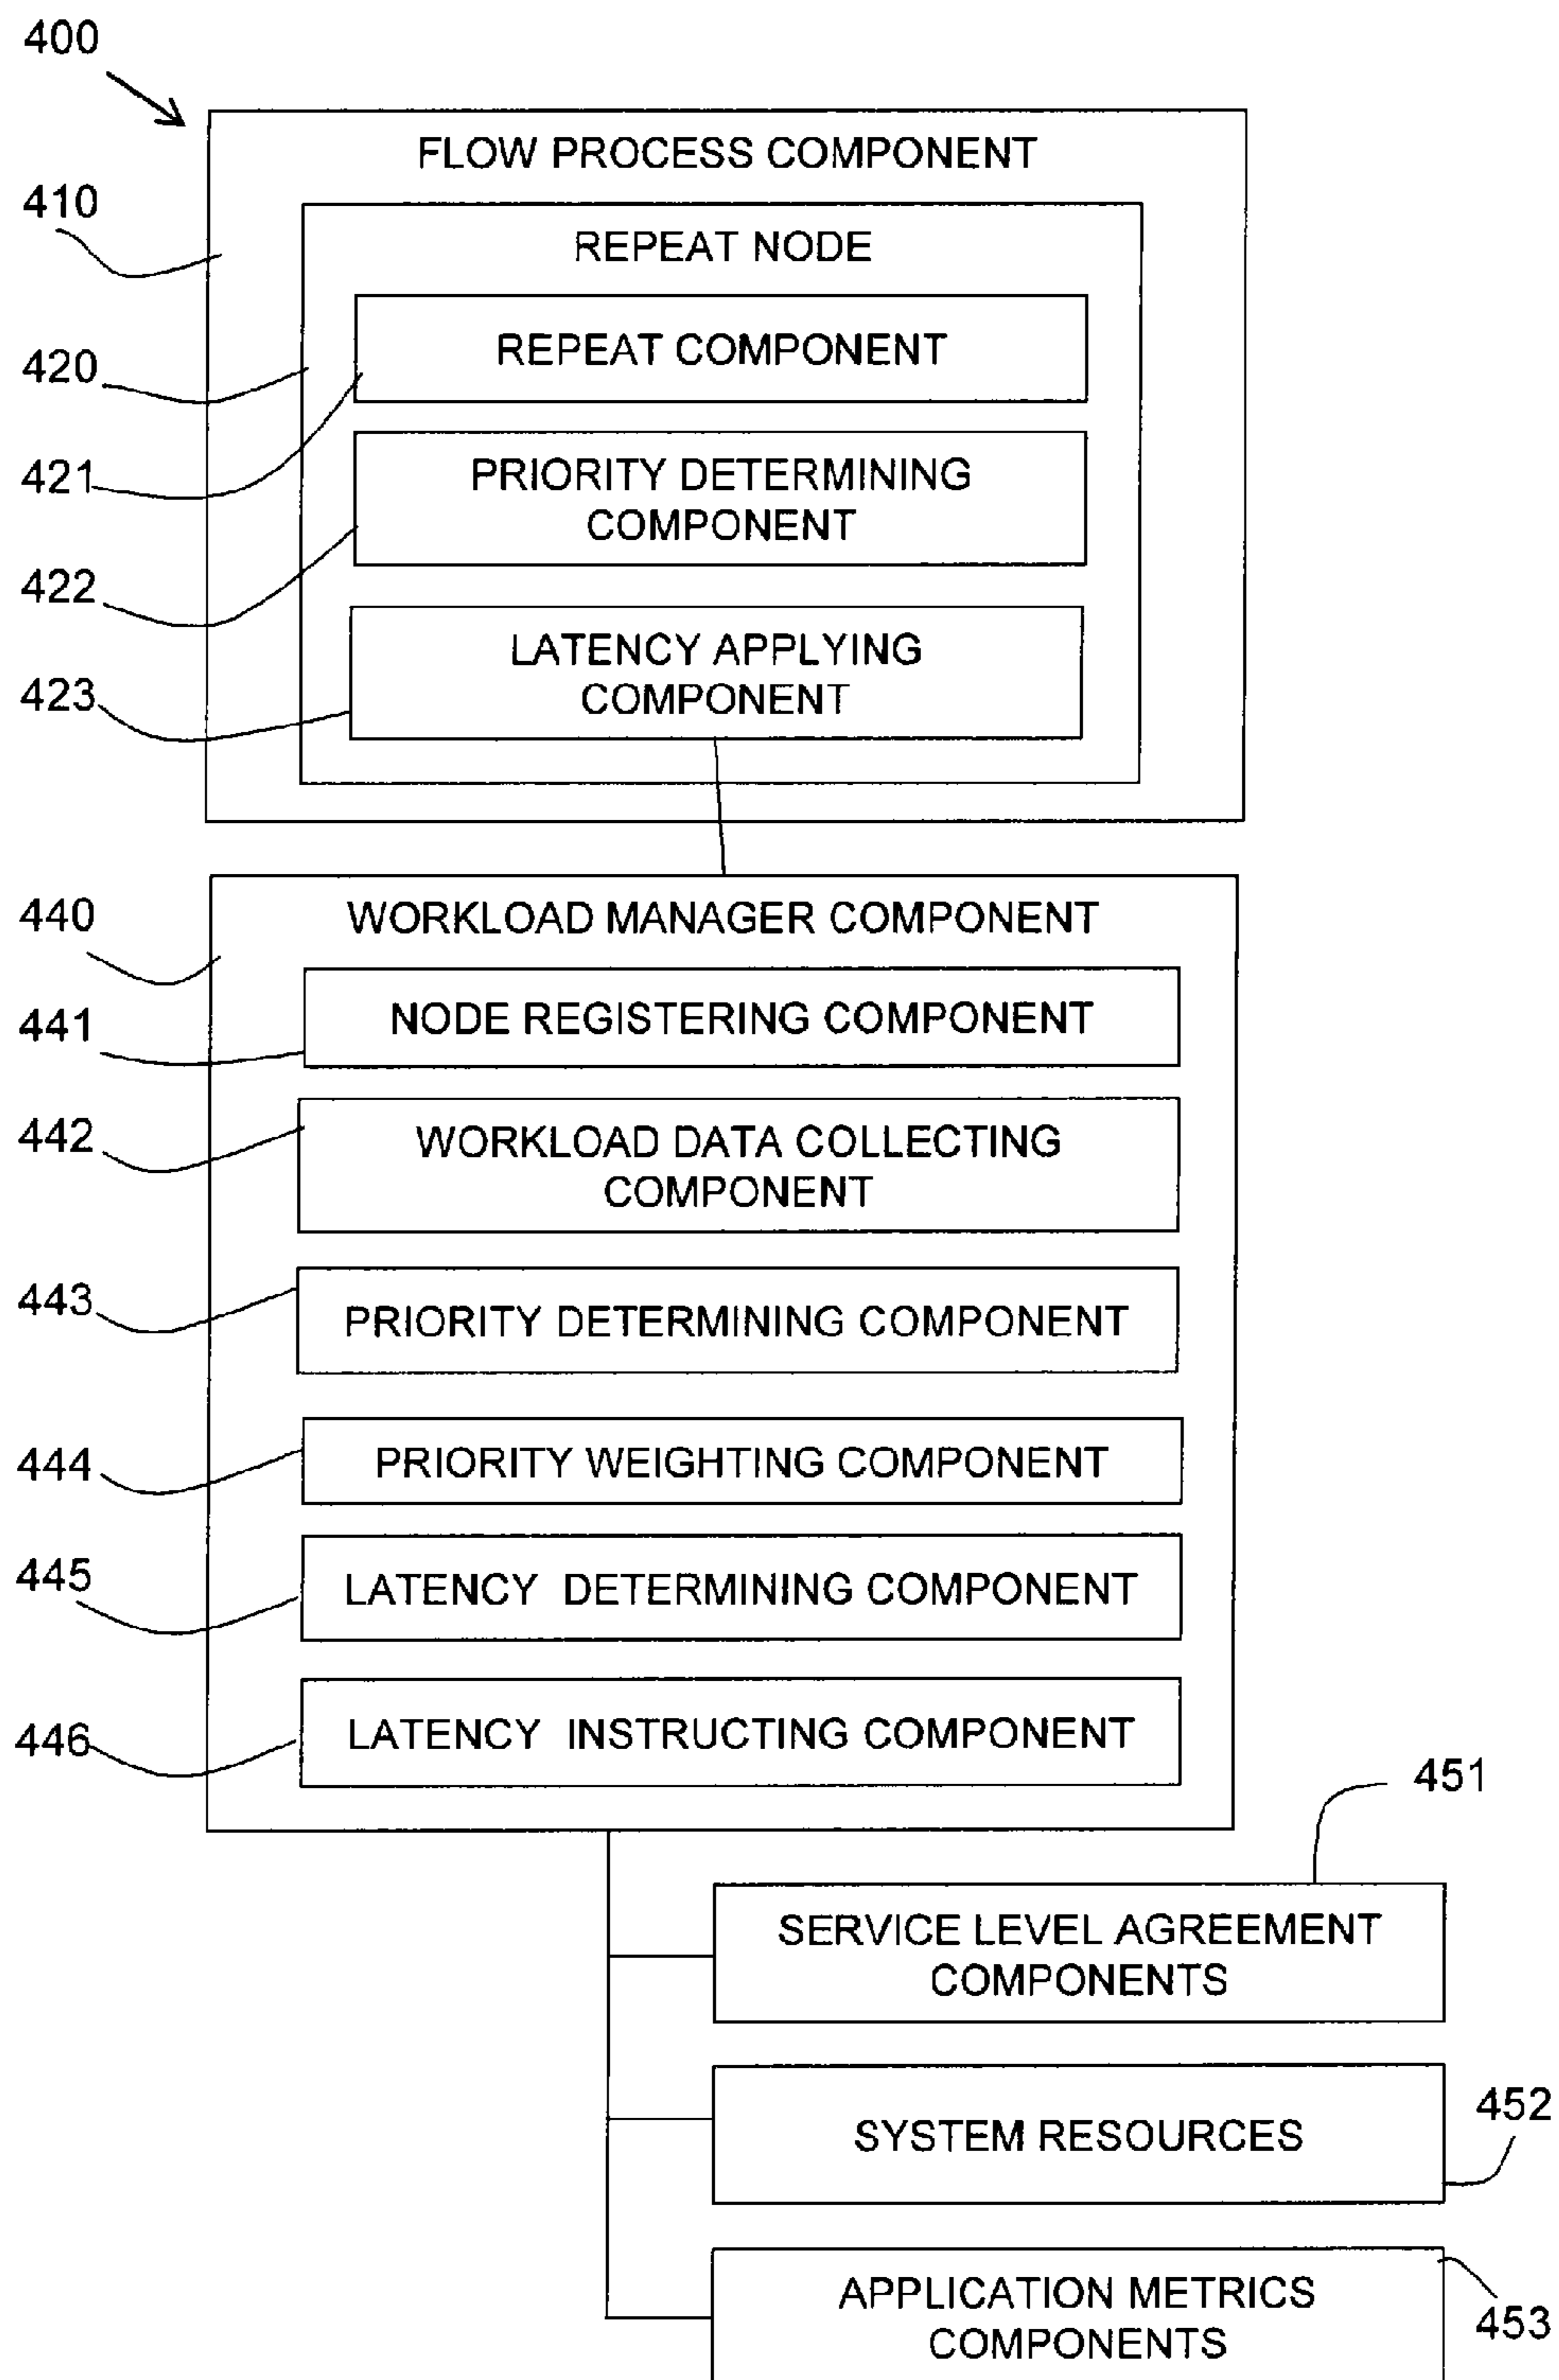 400
FLOW PROCESS COMPONENT
410
REPEAT NODE
REPEAT COMPONENT
420
421
PRIORITY DETERMINING
COMPONENT
422
LATENCY APPLYING
COMPONENT
423
440
WORKLOAD MANAGER COMPONENT
NODE REGISTERING COMPONENT
441
442
WORKLOAD DATA COLLECTING
COMPONENT
443
PRIORITY DETERMINING COMPONENT
444
PRIORITY WEIGHTING COMPONENT
445
LATENCY DETERMINING COMPONENT
446
LATENCY INSTRUCTING COMPONENT
451
SERVICE LEVEL AGREEMENT
COMPONENTS
452
SYSTEM RESOURCES
APPLICATION METRICS
COMPONENTS
453